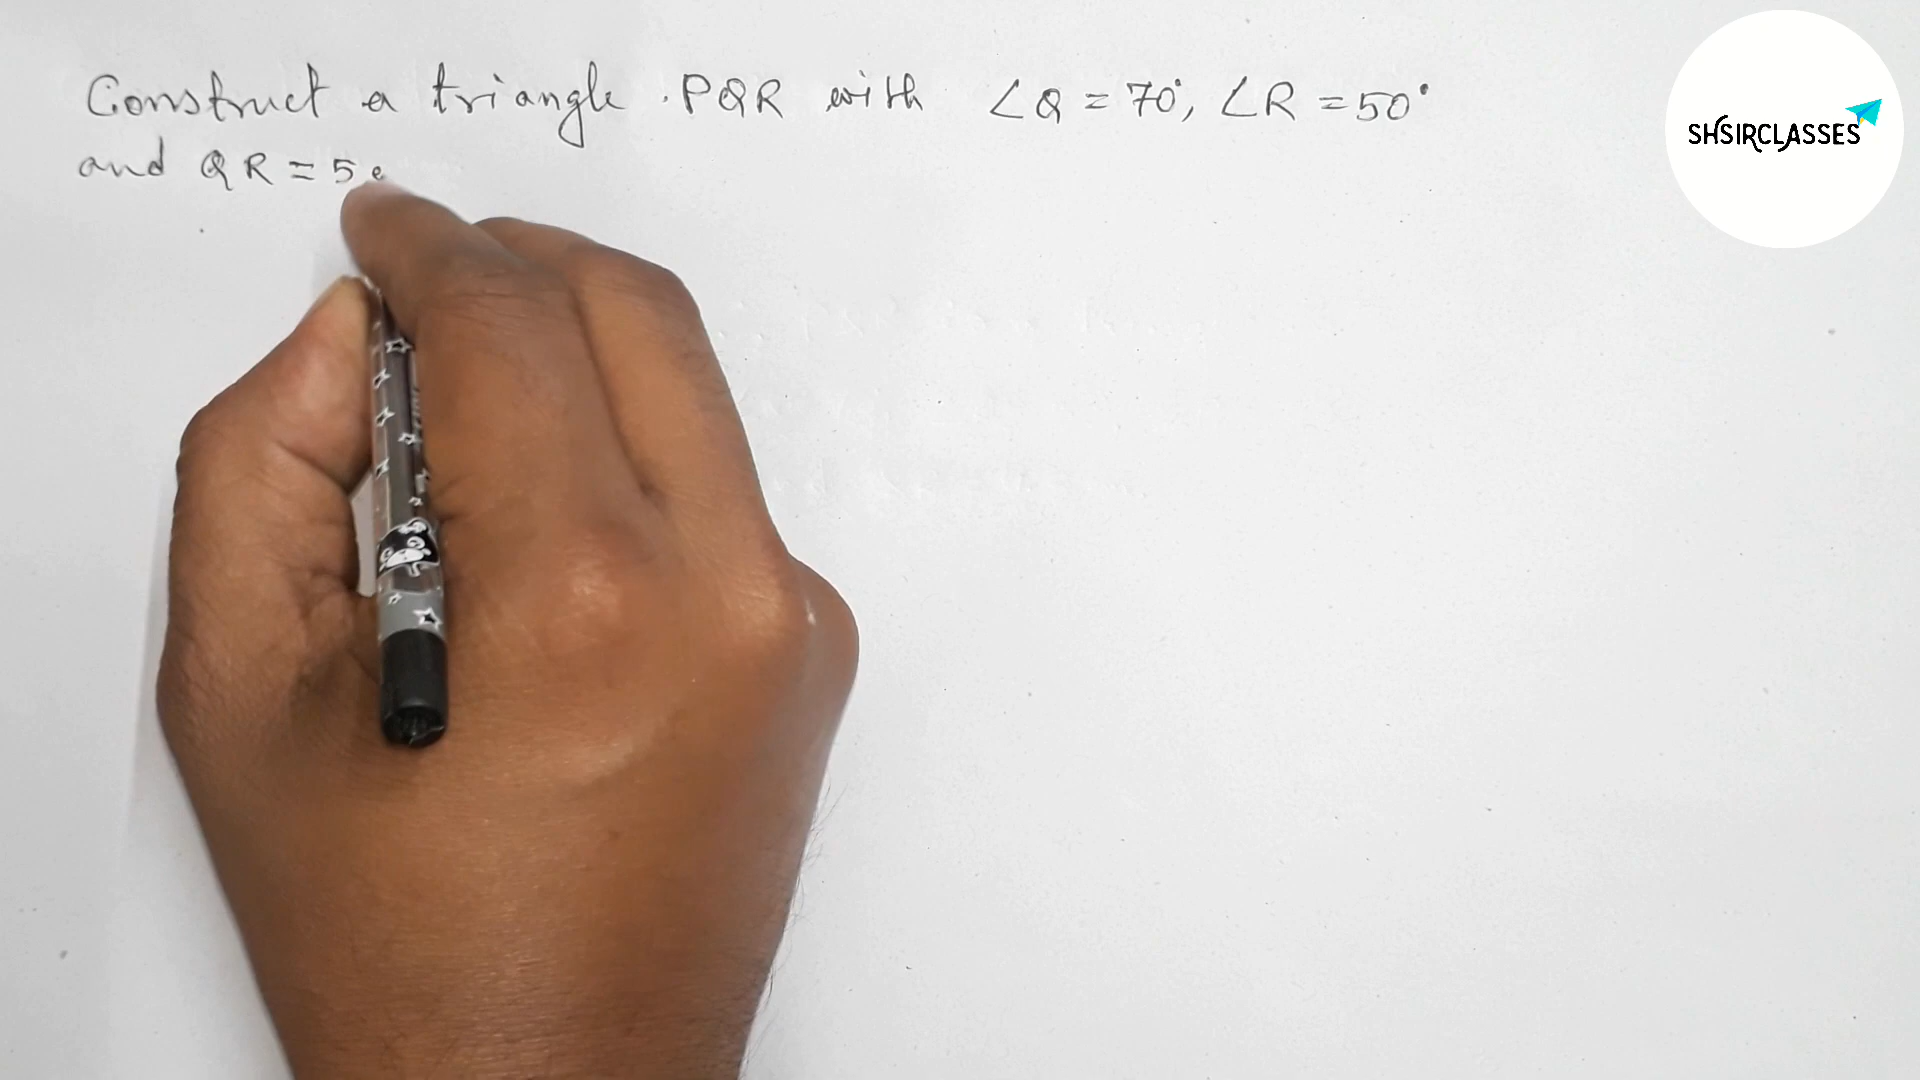 Construct a triangle PQR with ∠Q = 70°, ∠R = 50°
and QR = 5 c
SHSIRCLASSES